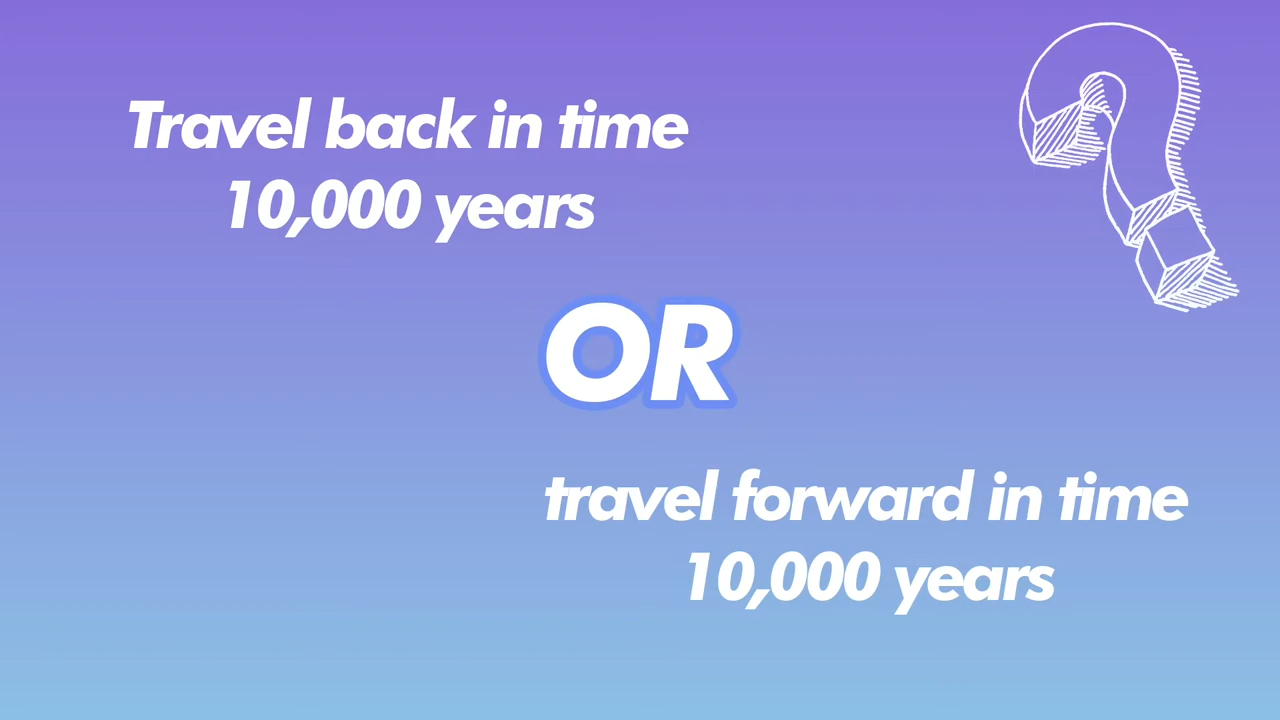 Travel back in time
10,000 years
OR
travel forward in time
10,000 years